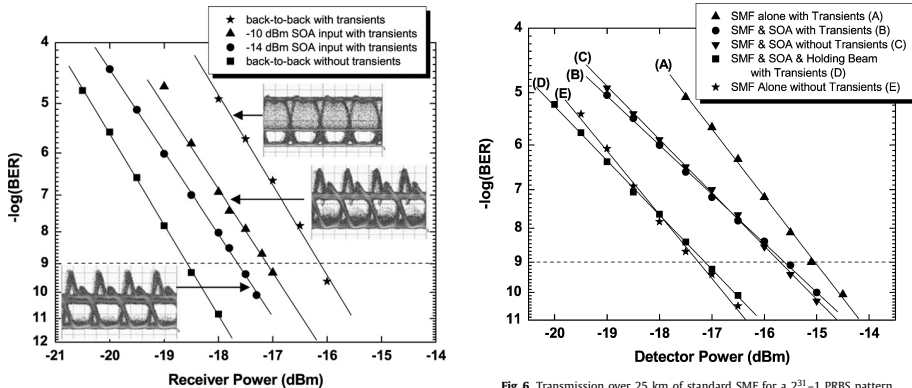 back-to-back with transients
-10 dBm SOA input with transients
-14 dBm SOA input with transients
back-to-back without transients
4
5
6
7
8
9
10
11
12
-log(BER)
-21 -20 -19 -18 -17 -16 -15 -14
Receiver Power (dBm)
SMF alone with Transients (A)
SMF & SOA with Transients (B)
SMF & SOA without Transients (C)
SMF & SOA & Holding Beam
with Transients (D)
SMF Alone without Transients (E)
(A)
(C)
(B)
(D)
(E)
4
5
6
7
8
9
10
11
-log(BER)
-20 -19 -18 -17 -16 -15 -14
Detector Power (dBm)
Fig. 6. Transmission over 25 km of standard SMF for a 2³¹−1 PRBS pattern